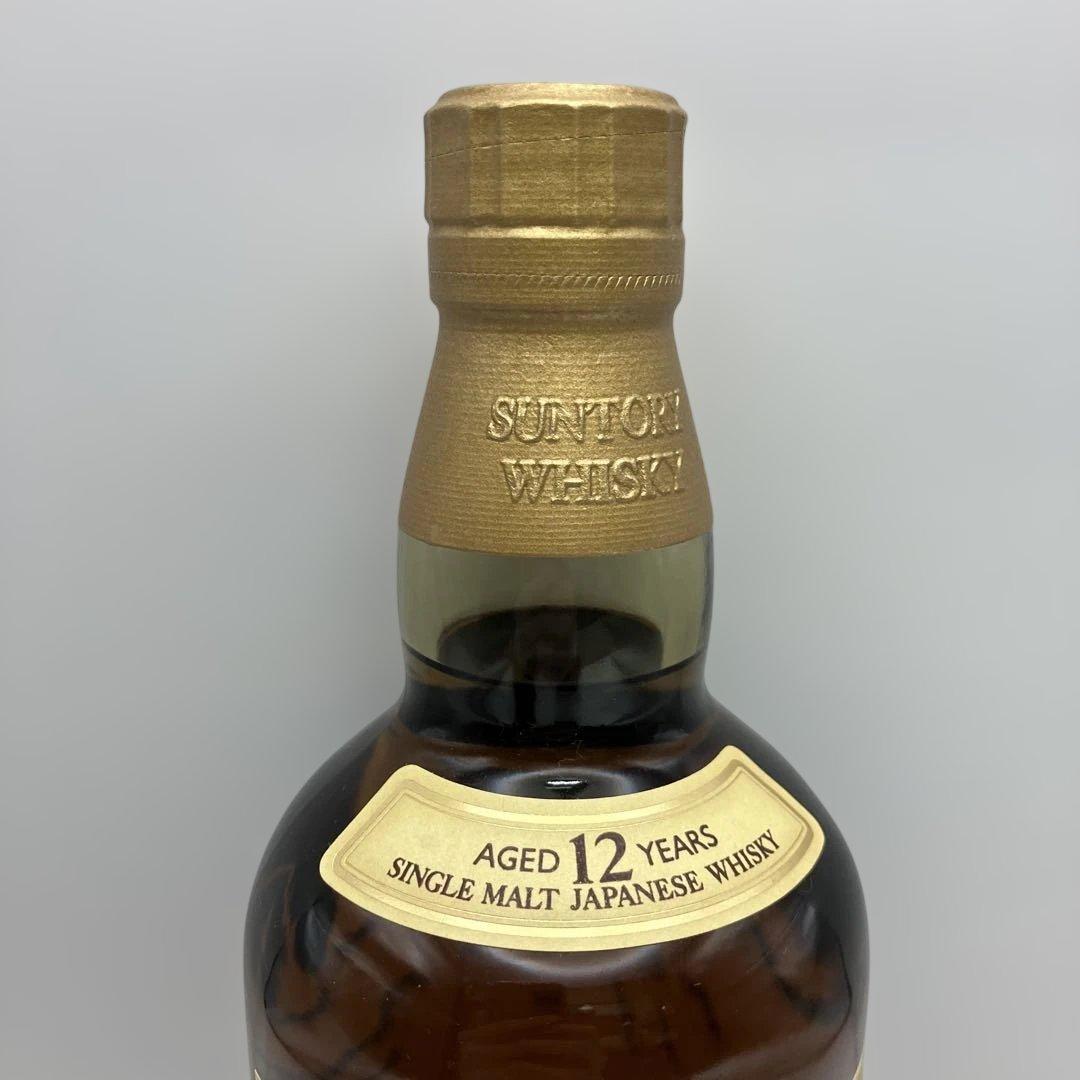 SUNTORY
WHISKY
AGED 12 YEARS
SINGLE MALT JAPANESE WHISKY